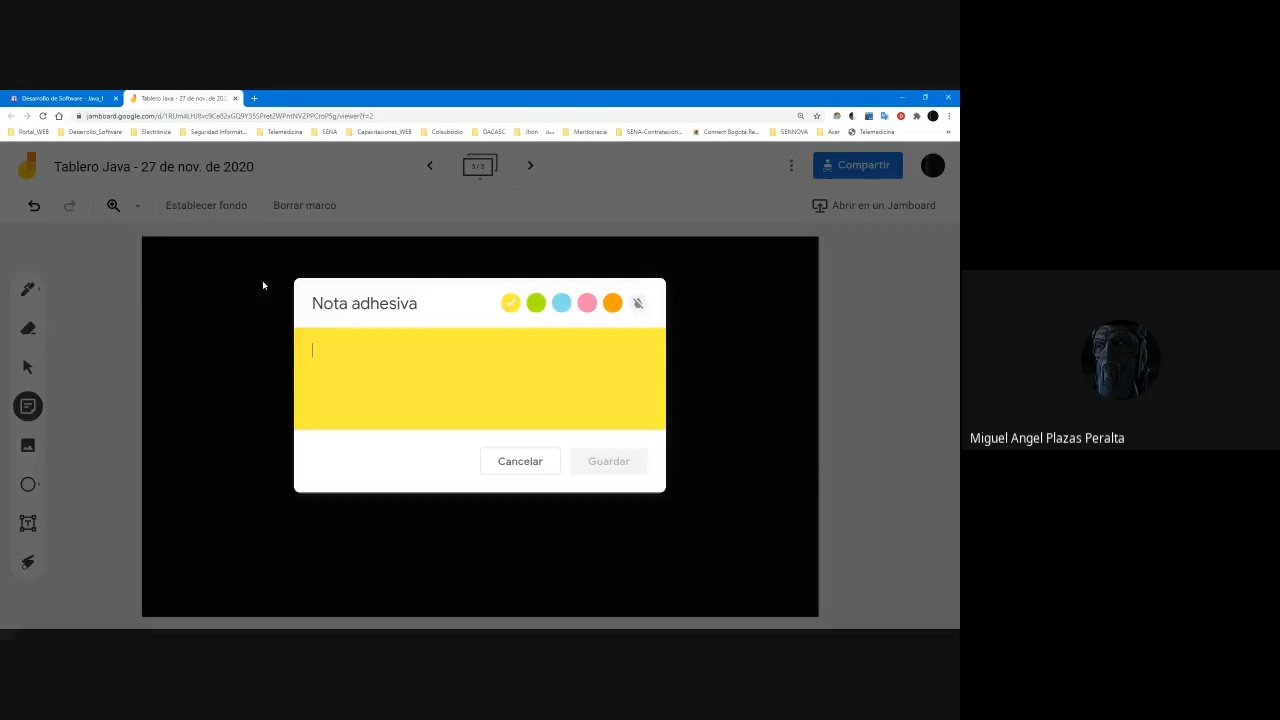 Desarrollo de Software - Java_I
Tablero Java - 27 de nov. de 202
jamboard.google.com/d/1RUm4LHJ8vc9Ce82xGQ9Y35SPret2WPntNVZPPCroP5g/viewer?f=2
Portal_WEB Desarrollo_Software Electrónica Seguridad Informát... Telemedicina SENA Capacitaciones_WEB Colsubsidio DACASC Jhon Meritocracia SENA-Contratación... Connect Bogotá Re... SENNOVA Acer Telemedicina »
Tablero Java - 27 de nov. de 2020
3 / 3
Compartir
Establecer fondo
Borrar marco
Abrir en un Jamboard
Nota adhesiva
Cancelar
Guardar
Miguel Angel Plazas Peralta